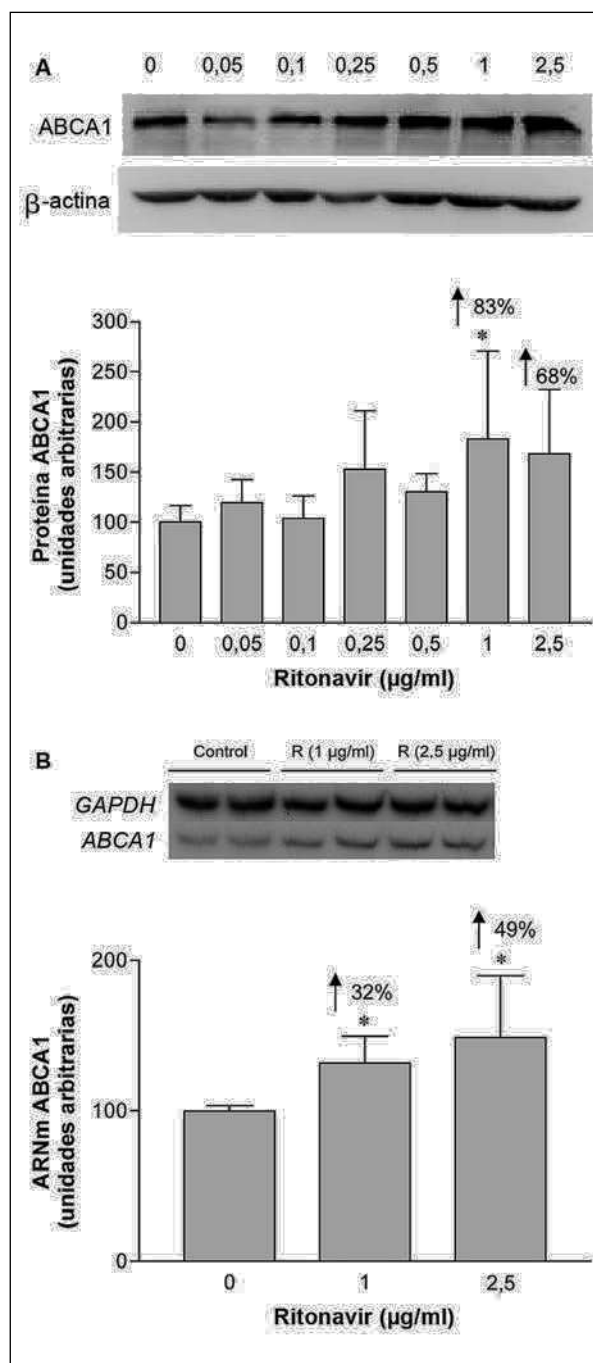 A
0 0,05 0,1 0,25 0,5 1 2,5
ABCA1
β-actina
83%
*
68%
300
250
200
150
100
50
0
Proteína ABCA1
(unidades arbitrarias)
0 0,05 0,1 0,25 0,5 1 2,5
Ritonavir (µg/ml)
B
Control R (1 µg/ml) R (2,5 µg/ml)
GAPDH
ABCA1
49%
*
32%
*
200
100
0
ARNm ABCA1
(unidades arbitrarias)
0 1 2,5
Ritonavir (µg/ml)